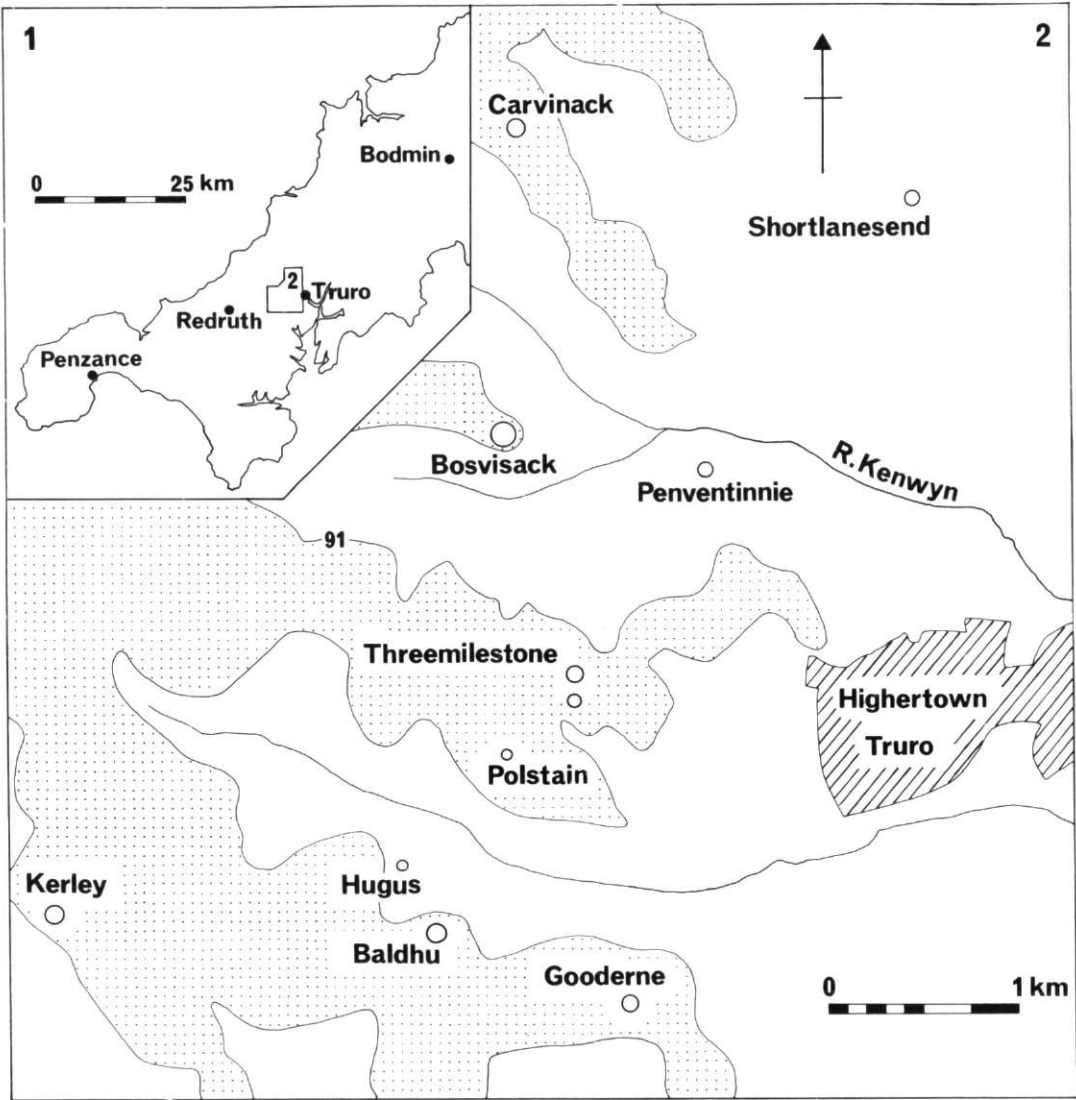 1
Bodmin
0 25 km
2
Truro
Redruth
Penzance
2
Carvinack
Shortlanesend
Bosvisack
R. Kenwyn
Penventinnie
91
Threemilestone
Highertown
Truro
Polstain
Kerley
Hugus
Baldhu
Gooderne
0 1 km